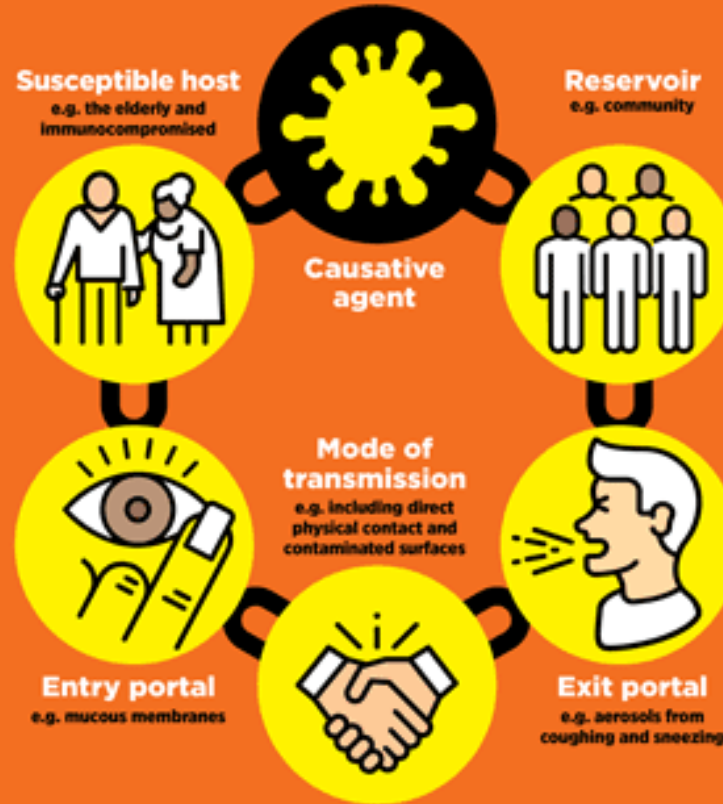 Susceptible host
e.g. the elderly and
immunocompromised
Reservoir
e.g. community
Causative
agent
Mode of
transmission
e.g. including direct
physical contact and
contaminated surfaces
Entry portal
e.g. mucous membranes
Exit portal
e.g. aerosols from
coughing and sneezing